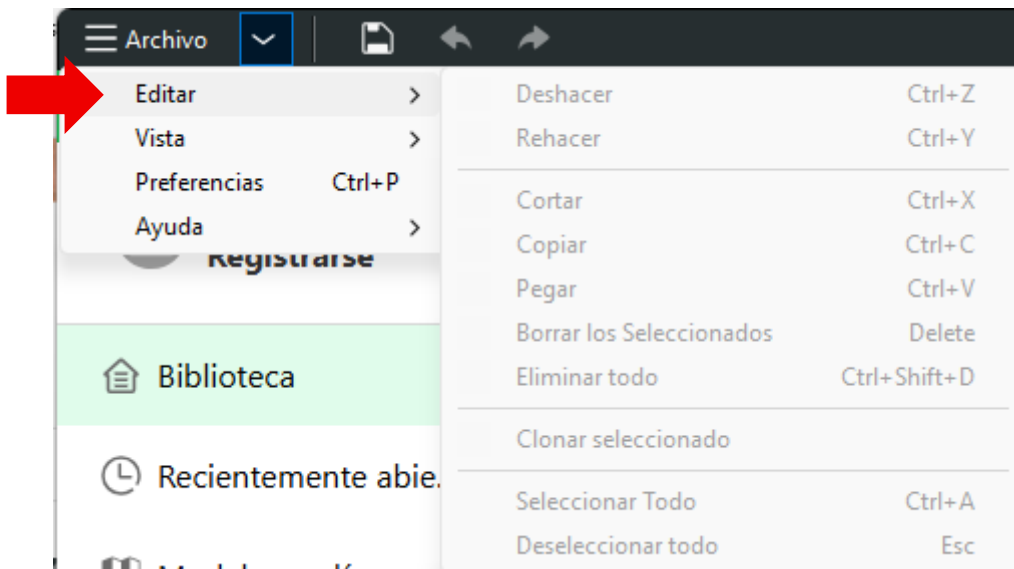 Archivo
Editar
Vista
Preferencias Ctrl+P
Ayuda
Deshacer Ctrl+Z
Rehacer Ctrl+Y
Cortar Ctrl+X
Copiar Ctrl+C
Pegar Ctrl+V
Borrar los Seleccionados Delete
Eliminar todo Ctrl+Shift+D
Clonar seleccionado
Seleccionar Todo Ctrl+A
Deseleccionar todo Esc
Registrarse
Biblioteca
Recientemente abie.